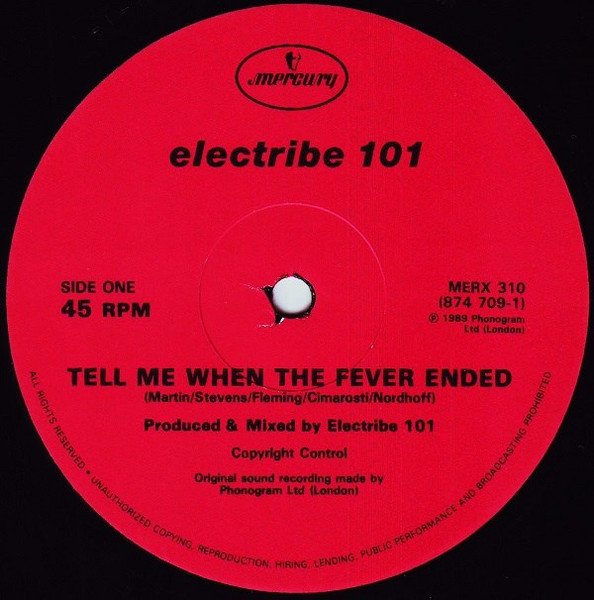 mercury
electribe 101
SIDE ONE
45 RPM
MERX 310
(874 709-1)
℗ 1989 Phonogram
Ltd (London)
TELL ME WHEN THE FEVER ENDED
(Martin/Stevens/Fleming/Cimarosti/Nordhoff)
Produced & Mixed by Electribe 101
Copyright Control
Original sound recording made by
Phonogram Ltd (London)
ALL RIGHTS RESERVED • UNAUTHORIZED COPYING, REPRODUCTION, HIRING, LENDING, PUBLIC PERFORMANCE AND BROADCASTING PROHIBITED